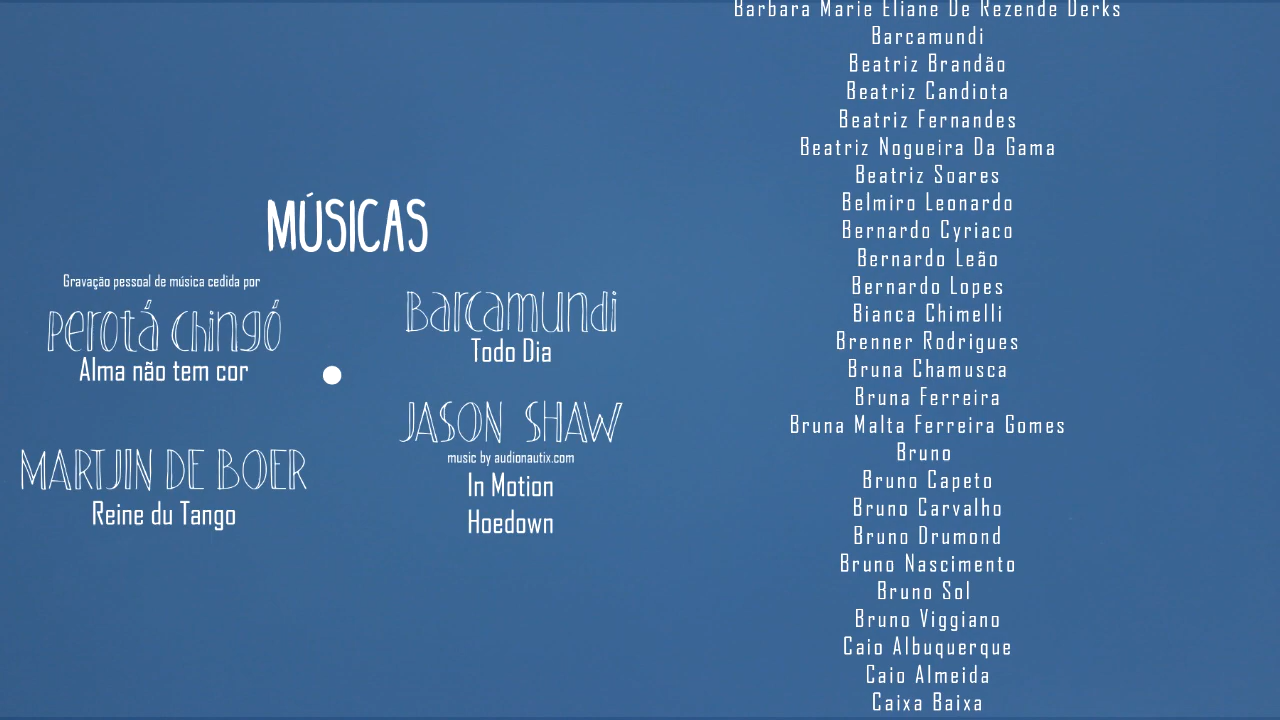 MÚSICAS
Gravação pessoal de música cedida por
Perotá Chingó
Alma não tem cor
MARTJIN DE BOER
Reine du Tango
Barcamundi
Todo Dia
JASON SHAW
music by audionautix.com
In Motion
Hoedown
Barbara Marie Eliane De Rezende Derks
Barcamundi
Beatriz Brandão
Beatriz Candiota
Beatriz Fernandes
Beatriz Nogueira Da Gama
Beatriz Soares
Belmiro Leonardo
Bernardo Cyriaco
Bernardo Leão
Bernardo Lopes
Bianca Chimelli
Brenner Rodrigues
Bruna Chamusca
Bruna Ferreira
Bruna Malta Ferreira Gomes
Bruno
Bruno Capeto
Bruno Carvalho
Bruno Drumond
Bruno Nascimento
Bruno Sol
Bruno Viggiano
Caio Albuquerque
Caio Almeida
Caixa Baixa